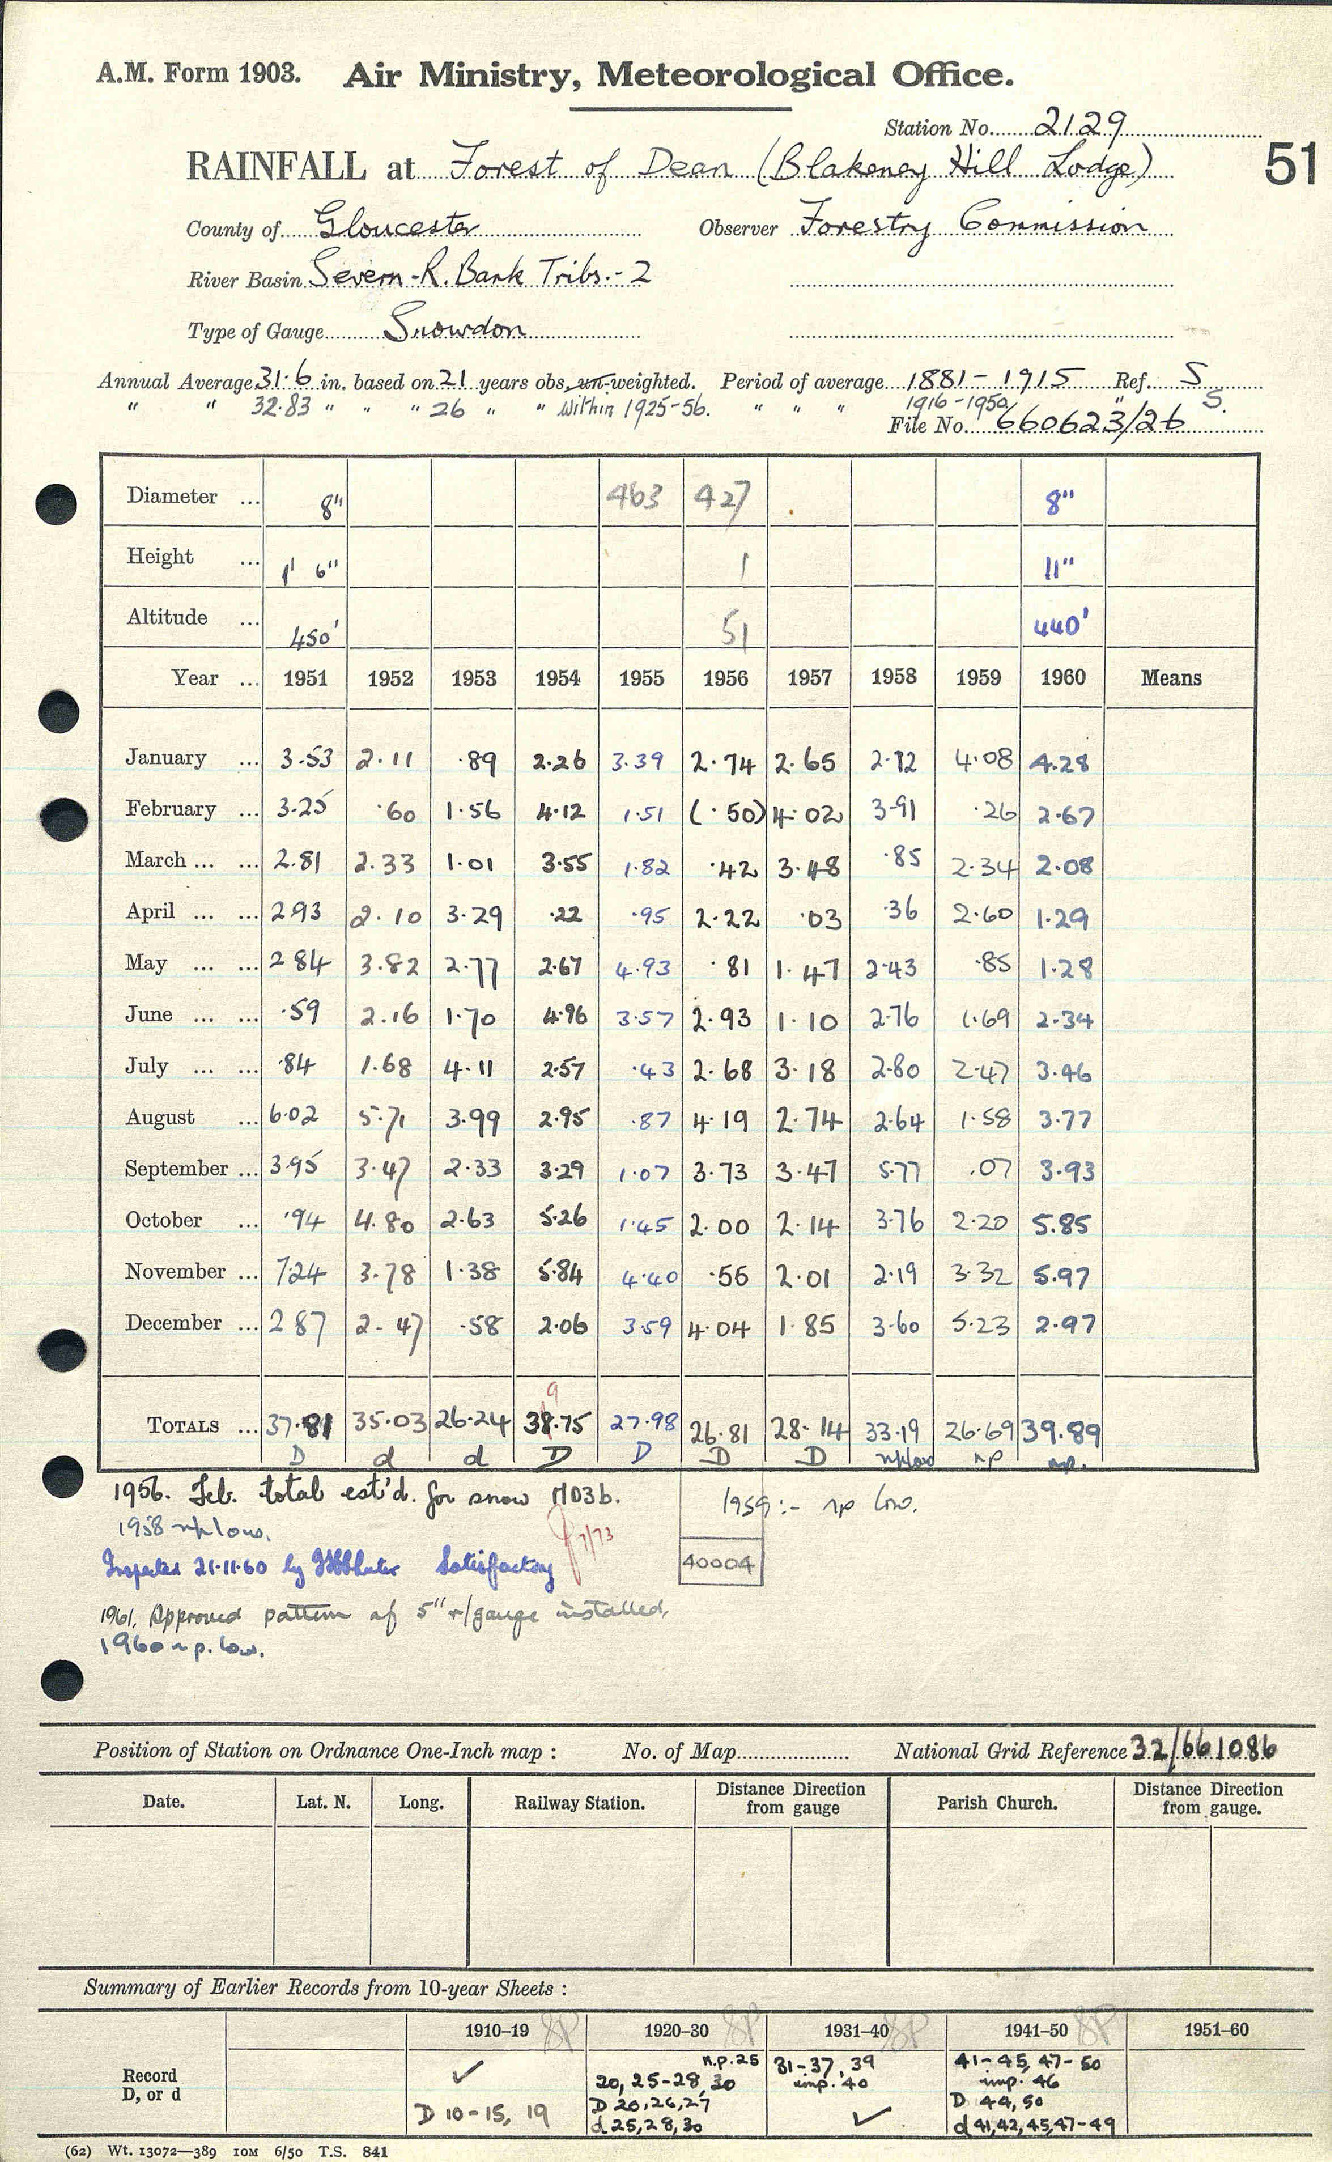 A.M. Form 1903. Air Ministry, Meteorological Office.
Station No. 2129
RAINFALL at Forest of Dean (Blakeney Hill Lodge) 51
County of Gloucester Observer Forestry Commission
River Basin Severn-R. Bank Tribs.-2
Type of Gauge Snowdon
Annual Average 31.6 in. based on 21 years obs, un-weighted. Period of average 1881-1915 Ref. S
" " 32.83 " " " 26 " " Within 1925-56. " " " 1916-1950 " S.
File No. 660623/26
Diameter ... 8" 463 427 8"
Height ... 1' 6" 1 11"
Altitude ... 450' 51 440'
Year ... 1951 1952 1953 1954 1955 1956 1957 1958 1959 1960 Means
January ... 3.53 2.11 .89 2.26 3.39 2.74 2.65 2.92 4.08 4.28
February ... 3.25 .60 1.56 4.12 1.51 (.50) 4.02 3.91 .26 2.67
March ... ... 2.81 2.33 1.01 3.55 1.82 .42 3.48 .85 2.34 2.08
April ... ... 2.93 2.10 3.29 .22 .95 2.22 .03 .36 2.60 1.29
May ... ... 2 84 3.82 2.77 2.67 4.93 .81 1.47 2.43 .85 1.28
June ... ... .59 2.16 1.70 4.96 3.57 2.93 1.10 2.76 1.69 2.34
July ... ... .84 1.68 4.11 2.57 .43 2.68 3.18 2.80 2.47 3.46
August ... 6.02 5.71 3.99 2.95 .87 4.19 2.74 2.64 1.58 3.77
September ... 3.95 3.47 2.33 3.29 1.07 3.73 3.47 5.77 .07 3.93
October ... .94 4.80 2.63 5.26 1.45 2.00 2.14 3.76 2.20 5.85
November ... 7.24 3.78 1.38 5.84 4.40 .55 2.01 2.19 3.32 5.97
December ... 2 87 2.47 .58 2.06 3.59 4.04 1.85 3.60 5.23 2.97
9
TOTALS ... 37.81 35.03 26.24 38.75 27.98 26.81 28.14 33.19 26.69 39.89
D d d D D D D np low np np.
1956. Feb. total est'd. for snow MO3b. 1959:- np low.
1958 np low. 7/73
Inspected 21.11.60 by Satisfactory 40004
1961, Approved pattern of 5" r/gauge installed,
1960 np. low.
Position of Station on Ordnance One-Inch map : No. of Map National Grid Reference 32/661086
Date. Lat. N. Long. Railway Station. Distance Direction from gauge Parish Church. Distance Direction from gauge.
Summary of Earlier Records from 10-year Sheets :
1910–19 SP 1920–30 SP 1931–40 SP 1941–50 SP 1951–60
Record D, or d
✓ n.p. 25 31-37, 39 41-45, 47-50
20, 25-28, 30 imp. '40 imp. 46
D 10-15, 19 D 20, 26, 27 ✓ D 44, 50
d 25, 28, 30 d 41, 42, 45, 47-49
(62) Wt. 13072—389 10M 6/50 T.S. 841